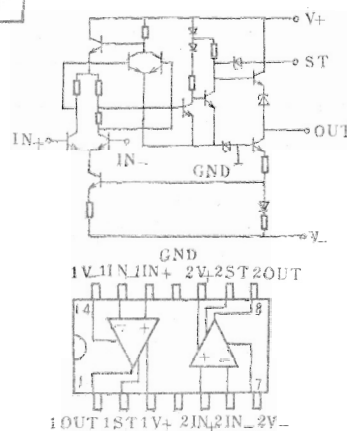 V+
ST
IN+
OUT
IN-
GND
V-
GND
1V- 1IN- 1IN+ 2V+ 2ST 2OUT
14 8
- + + -
1 7
1OUT 1ST 1V+ 2IN+ 2IN- 2V-